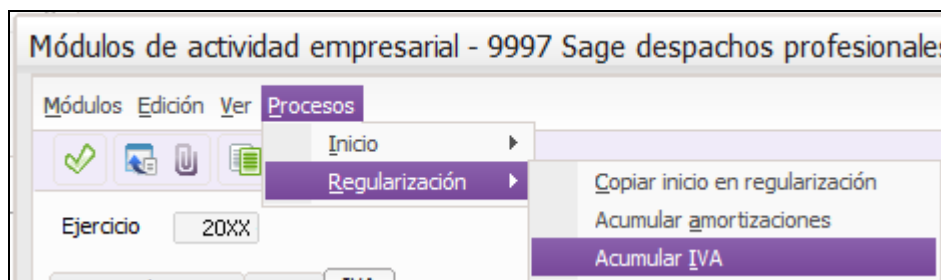 Módulos de actividad empresarial - 9997 Sage despachos profesionales
Módulos Edición Ver Procesos
Inicio
Regularización
Copiar inicio en regularización
Acumular amortizaciones
Acumular IVA
Ejercicio 20XX